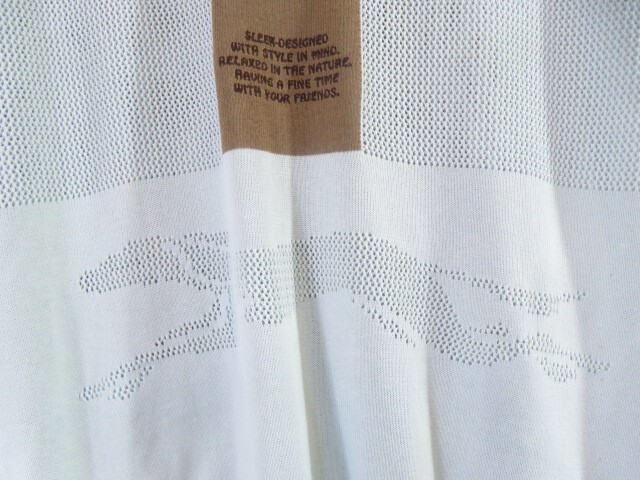 SLEEK-DESIGNED
WITH STYLE IN MIND.
RELAXED IN THE NATURE.
HAVING A FINE TIME
WITH YOUR FRIENDS.